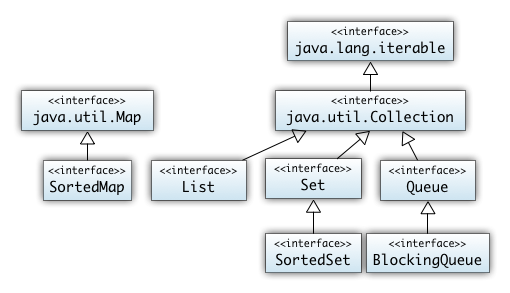 <<interface>>
java.lang.iterable
<<interface>>
java.util.Map
<<interface>>
java.util.Collection
<<interface>>
SortedMap
<<interface>>
List
<<interface>>
Set
<<interface>>
Queue
<<interface>>
SortedSet
<<interface>>
BlockingQueue